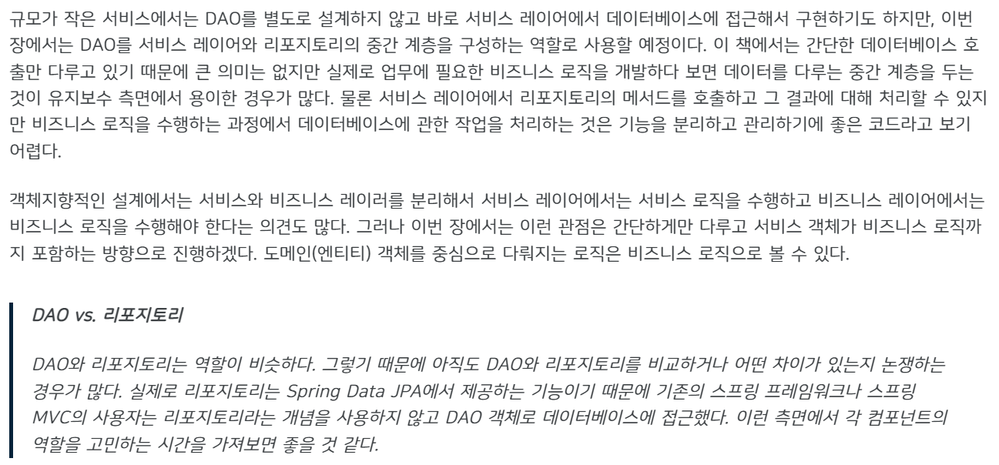 규모가 작은 서비스에서는 DAO를 별도로 설계하지 않고 바로 서비스 레이어에서 데이터베이스에 접근해서 구현하기도 하지만, 이번
장에서는 DAO를 서비스 레이어와 리포지토리의 중간 계층을 구성하는 역할로 사용할 예정이다. 이 책에서는 간단한 데이터베이스 호
출만 다루고 있기 때문에 큰 의미는 없지만 실제로 업무에 필요한 비즈니스 로직을 개발하다 보면 데이터를 다루는 중간 계층을 두는
것이 유지보수 측면에서 용이한 경우가 많다. 물론 서비스 레이어에서 리포지토리의 메서드를 호출하고 그 결과에 대해 처리할 수 있지
만 비즈니스 로직을 수행하는 과정에서 데이터베이스에 관한 작업을 처리하는 것은 기능을 분리하고 관리하기에 좋은 코드라고 보기
어렵다.
객체지향적인 설계에서는 서비스와 비즈니스 레이러를 분리해서 서비스 레이어에서는 서비스 로직을 수행하고 비즈니스 레이어에서는
비즈니스 로직을 수행해야 한다는 의견도 많다. 그러나 이번 장에서는 이런 관점은 간단하게만 다루고 서비스 객체가 비즈니스 로직까
지 포함하는 방향으로 진행하겠다. 도메인(엔티티) 객체를 중심으로 다뤄지는 로직은 비즈니스 로직으로 볼 수 있다.
DAO vs. 리포지토리
DAO와 리포지토리는 역할이 비슷하다. 그렇기 때문에 아직도 DAO와 리포지토리를 비교하거나 어떤 차이가 있는지 논쟁하는
경우가 많다. 실제로 리포지토리는 Spring Data JPA에서 제공하는 기능이기 때문에 기존의 스프링 프레임워크나 스프링
MVC의 사용자는 리포지토리라는 개념을 사용하지 않고 DAO 객체로 데이터베이스에 접근했다. 이런 측면에서 각 컴포넌트의
역할을 고민하는 시간을 가져보면 좋을 것 같다.